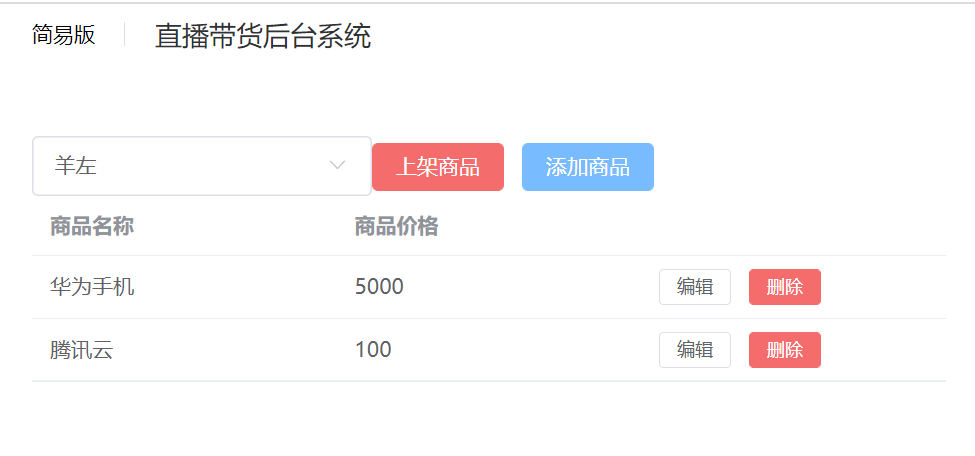 简易版 直播带货后台系统
羊左 上架商品 添加商品
商品名称 商品价格
华为手机 5000 编辑 删除
腾讯云 100 编辑 删除